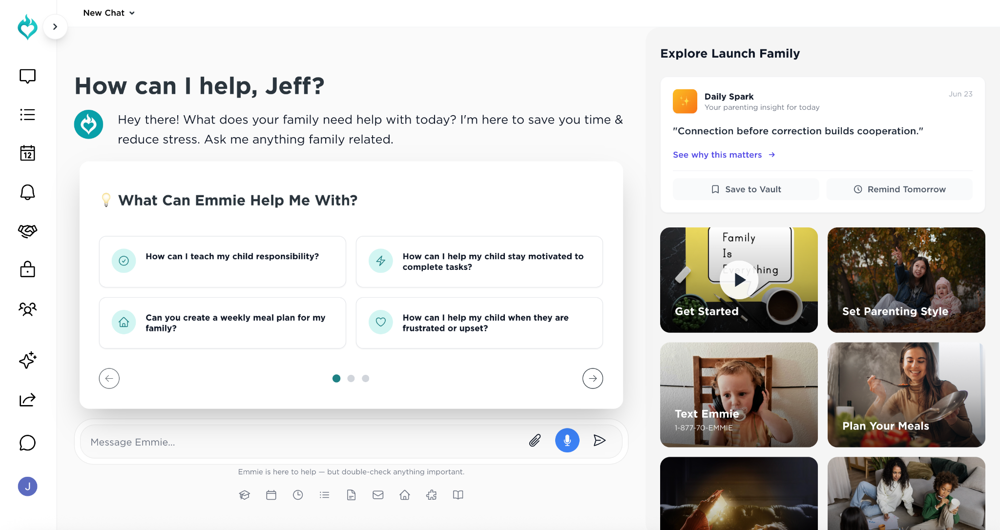 New Chat
How can I help, Jeff?
Hey there! What does your family need help with today? I'm here to save you time &
reduce stress. Ask me anything family related.
💡 What Can Emmie Help Me With?
How can I teach my child responsibility?
How can I help my child stay motivated to
complete tasks?
Can you create a weekly meal plan for my
family?
How can I help my child when they are
frustrated or upset?
Message Emmie...
Emmie is here to help — but double-check anything important.
12
J
Explore Launch Family
Daily Spark
Jun 23
Your parenting insight for today
"Connection before correction builds cooperation."
See why this matters →
Save to Vault
Remind Tomorrow
Family
Is
Everything
Get Started
Set Parenting Style
Text Emmie
1-877-70-EMMIE
Plan Your Meals